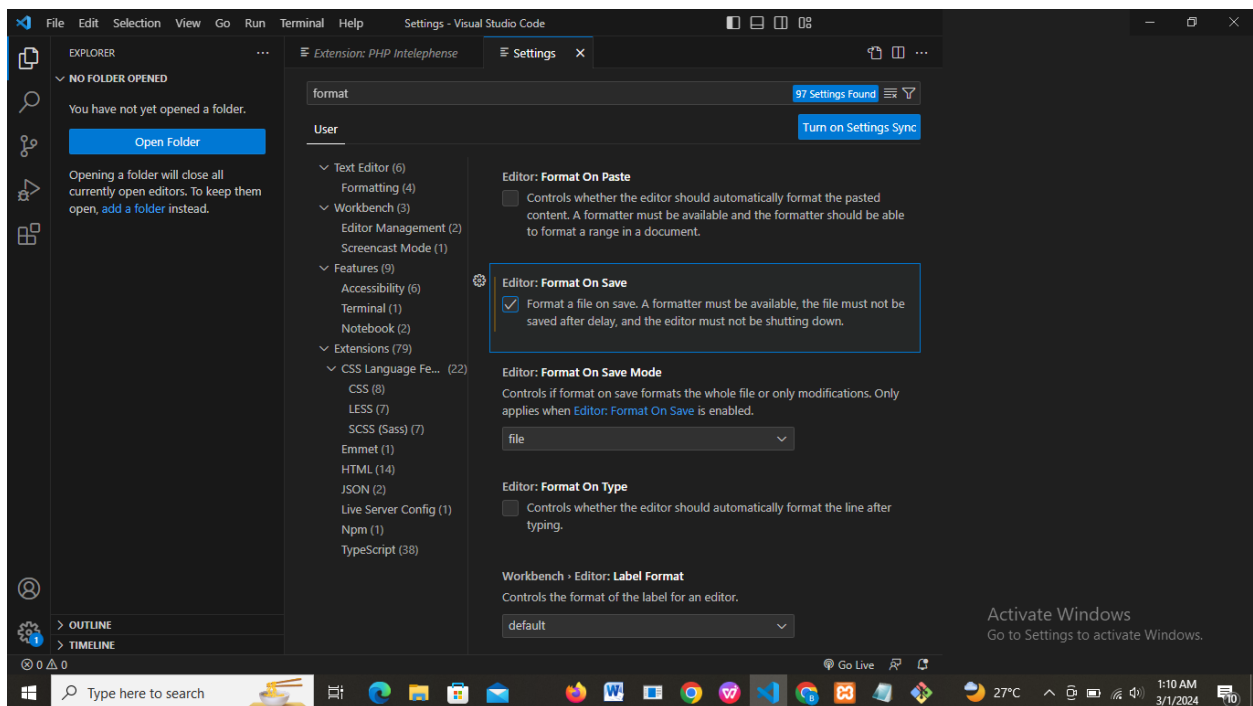 File Edit Selection View Go Run Terminal Help Settings - Visual Studio Code
EXPLORER
Extension: PHP Intelephense
Settings
NO FOLDER OPENED
You have not yet opened a folder.
Open Folder
Opening a folder will close all
currently open editors. To keep them
open, add a folder instead.
OUTLINE
TIMELINE
format
97 Settings Found
User
Turn on Settings Sync
Text Editor (6)
Formatting (4)
Workbench (3)
Editor Management (2)
Screencast Mode (1)
Features (9)
Accessibility (6)
Terminal (1)
Notebook (2)
Extensions (79)
CSS Language Fe... (22)
CSS (8)
LESS (7)
SCSS (Sass) (7)
Emmet (1)
HTML (14)
JSON (2)
Live Server Config (1)
Npm (1)
TypeScript (38)
Editor: Format On Paste
Controls whether the editor should automatically format the pasted
content. A formatter must be available and the formatter should be able
to format a range in a document.
Editor: Format On Save
Format a file on save. A formatter must be available, the file must not be
saved after delay, and the editor must not be shutting down.
Editor: Format On Save Mode
Controls if format on save formats the whole file or only modifications. Only
applies when Editor: Format On Save is enabled.
file
Editor: Format On Type
Controls whether the editor should automatically format the line after
typing.
Workbench › Editor: Label Format
Controls the format of the label for an editor.
default
Activate Windows
Go to Settings to activate Windows.
1
0 0
Go Live
Type here to search
27°C
1:10 AM
3/1/2024
10